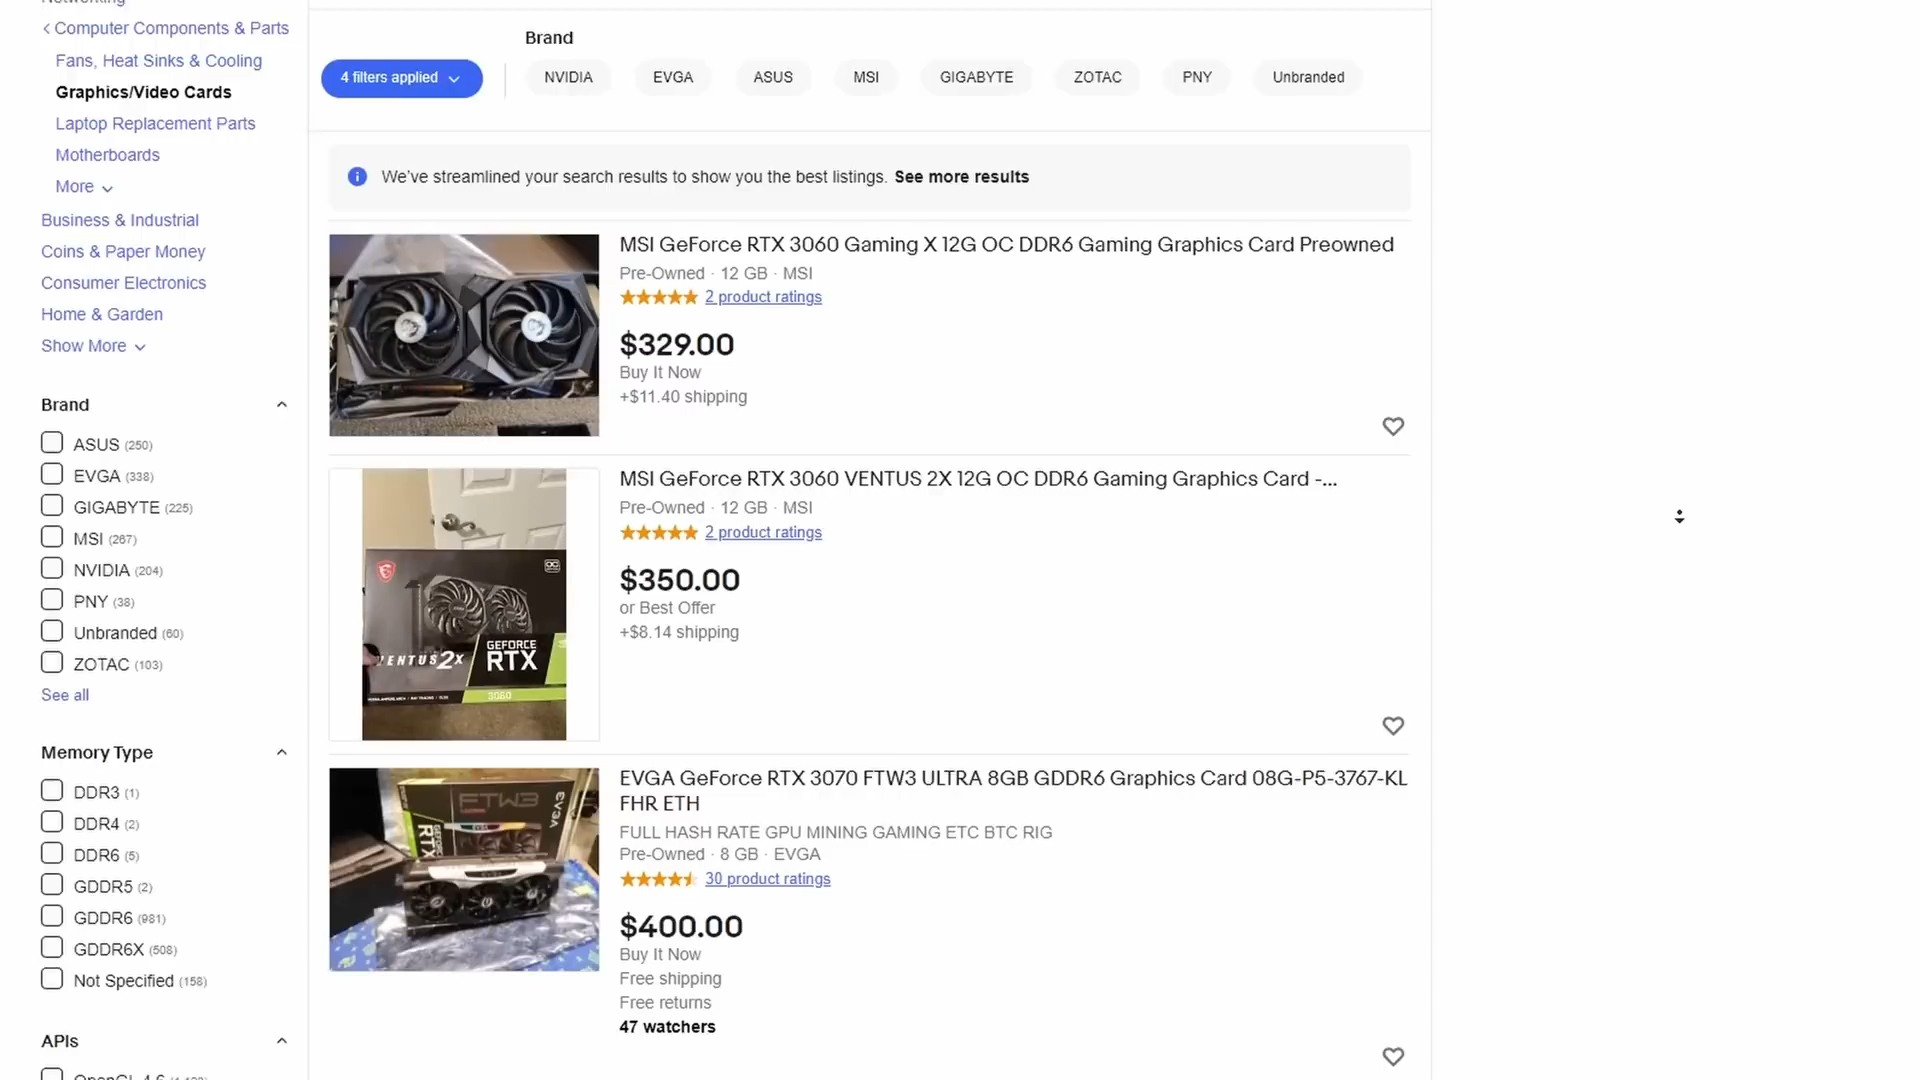 Computer Components & Parts
Fans, Heat Sinks & Cooling
Graphics/Video Cards
Laptop Replacement Parts
Motherboards
More
Business & Industrial
Coins & Paper Money
Consumer Electronics
Home & Garden
Show More
Brand
ASUS (250)
EVGA (338)
GIGABYTE (225)
MSI (267)
NVIDIA (204)
PNY (38)
Unbranded (60)
ZOTAC (103)
See all
Memory Type
DDR3 (1)
DDR4 (2)
DDR6 (5)
GDDR5 (2)
GDDR6 (981)
GDDR6X (508)
Not Specified (158)
APIs
Brand
4 filters applied
NVIDIA
EVGA
ASUS
MSI
GIGABYTE
ZOTAC
PNY
Unbranded
We've streamlined your search results to show you the best listings. See more results
MSI GeForce RTX 3060 Gaming X 12G OC DDR6 Gaming Graphics Card Preowned
Pre-Owned · 12 GB · MSI
2 product ratings
$329.00
Buy It Now
+$11.40 shipping
VENTUS 2X
GEFORCE
RTX
3060
MSI GeForce RTX 3060 VENTUS 2X 12G OC DDR6 Gaming Graphics Card -...
Pre-Owned · 12 GB · MSI
2 product ratings
$350.00
or Best Offer
+$8.14 shipping
FTW3
EVGA
RTX
EVGA GeForce RTX 3070 FTW3 ULTRA 8GB GDDR6 Graphics Card 08G-P5-3767-KL
FHR ETH
FULL HASH RATE GPU MINING GAMING ETC BTC RIG
Pre-Owned · 8 GB · EVGA
30 product ratings
$400.00
Buy It Now
Free shipping
Free returns
47 watchers